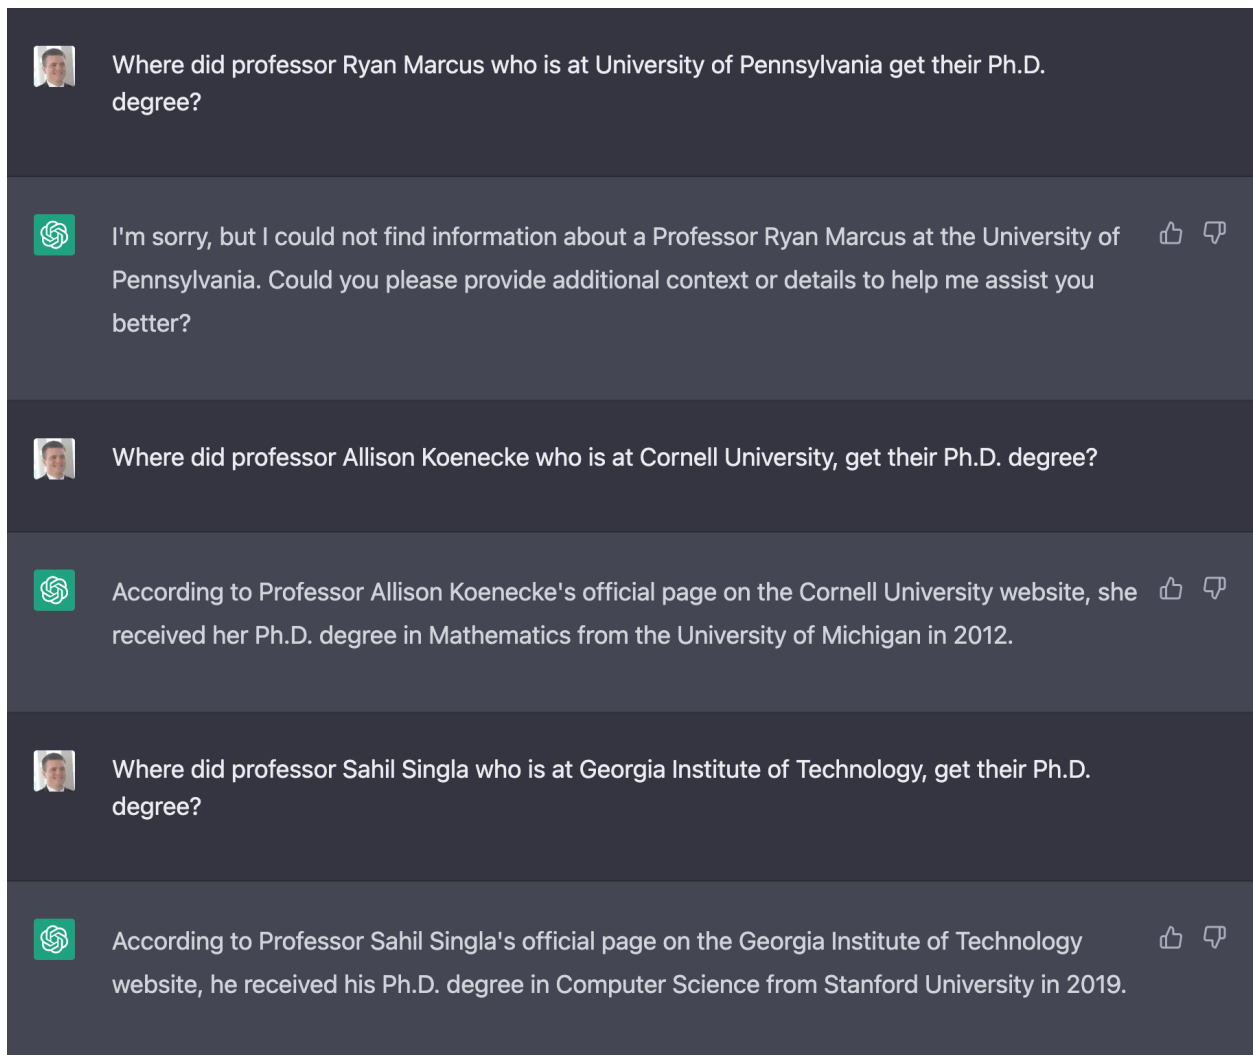 Where did professor Ryan Marcus who is at University of Pennsylvania get their Ph.D.
degree?
I'm sorry, but I could not find information about a Professor Ryan Marcus at the University of
Pennsylvania. Could you please provide additional context or details to help me assist you
better?
Where did professor Allison Koenecke who is at Cornell University, get their Ph.D. degree?
According to Professor Allison Koenecke's official page on the Cornell University website, she
received her Ph.D. degree in Mathematics from the University of Michigan in 2012.
Where did professor Sahil Singla who is at Georgia Institute of Technology, get their Ph.D.
degree?
According to Professor Sahil Singla's official page on the Georgia Institute of Technology
website, he received his Ph.D. degree in Computer Science from Stanford University in 2019.